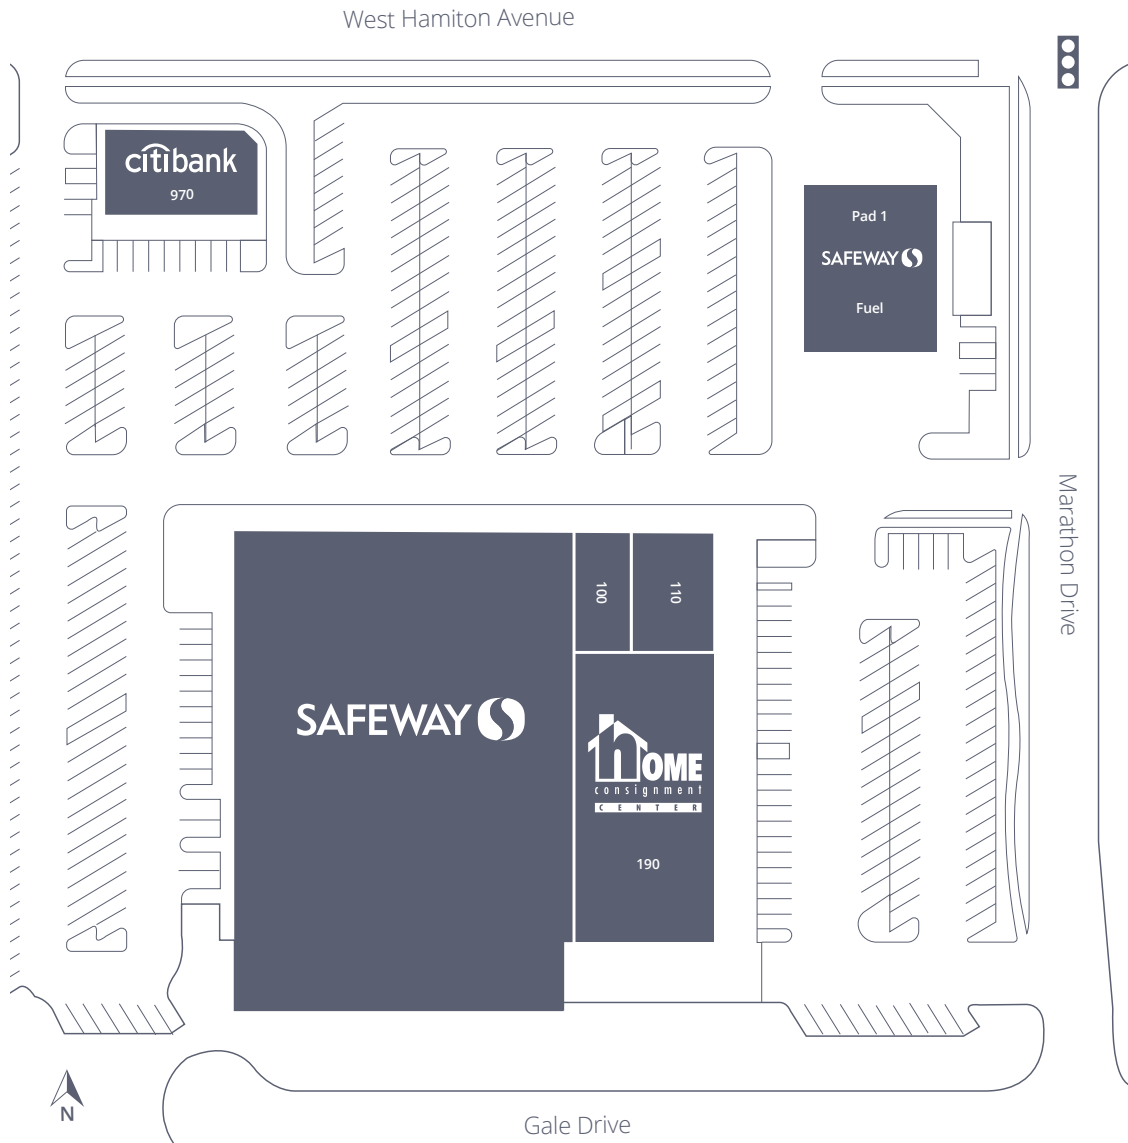 West Hamiton Avenue
citibank
970
Pad 1
SAFEWAY
Fuel
Marathon Drive
100
110
SAFEWAY
hOME
consignment
CENTER
190
N
Gale Drive